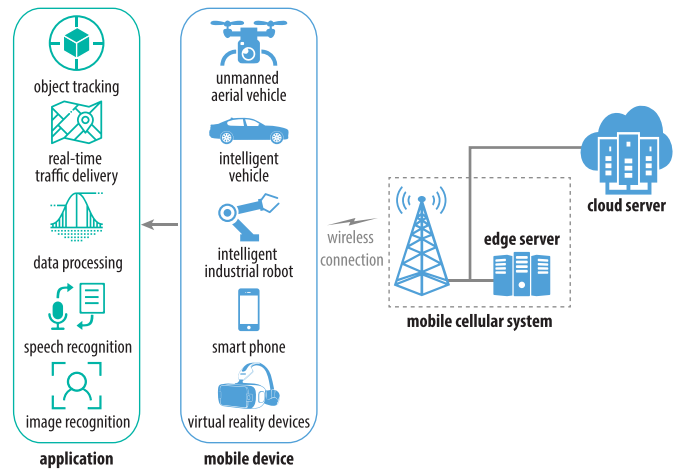 object tracking
real-time
traffic delivery
data processing
speech recognition
image recognition
application
unmanned
aerial vehicle
intelligent
vehicle
intelligent
industrial robot
smart phone
virtual reality devices
mobile device
wireless
connection
edge server
mobile cellular system
cloud server